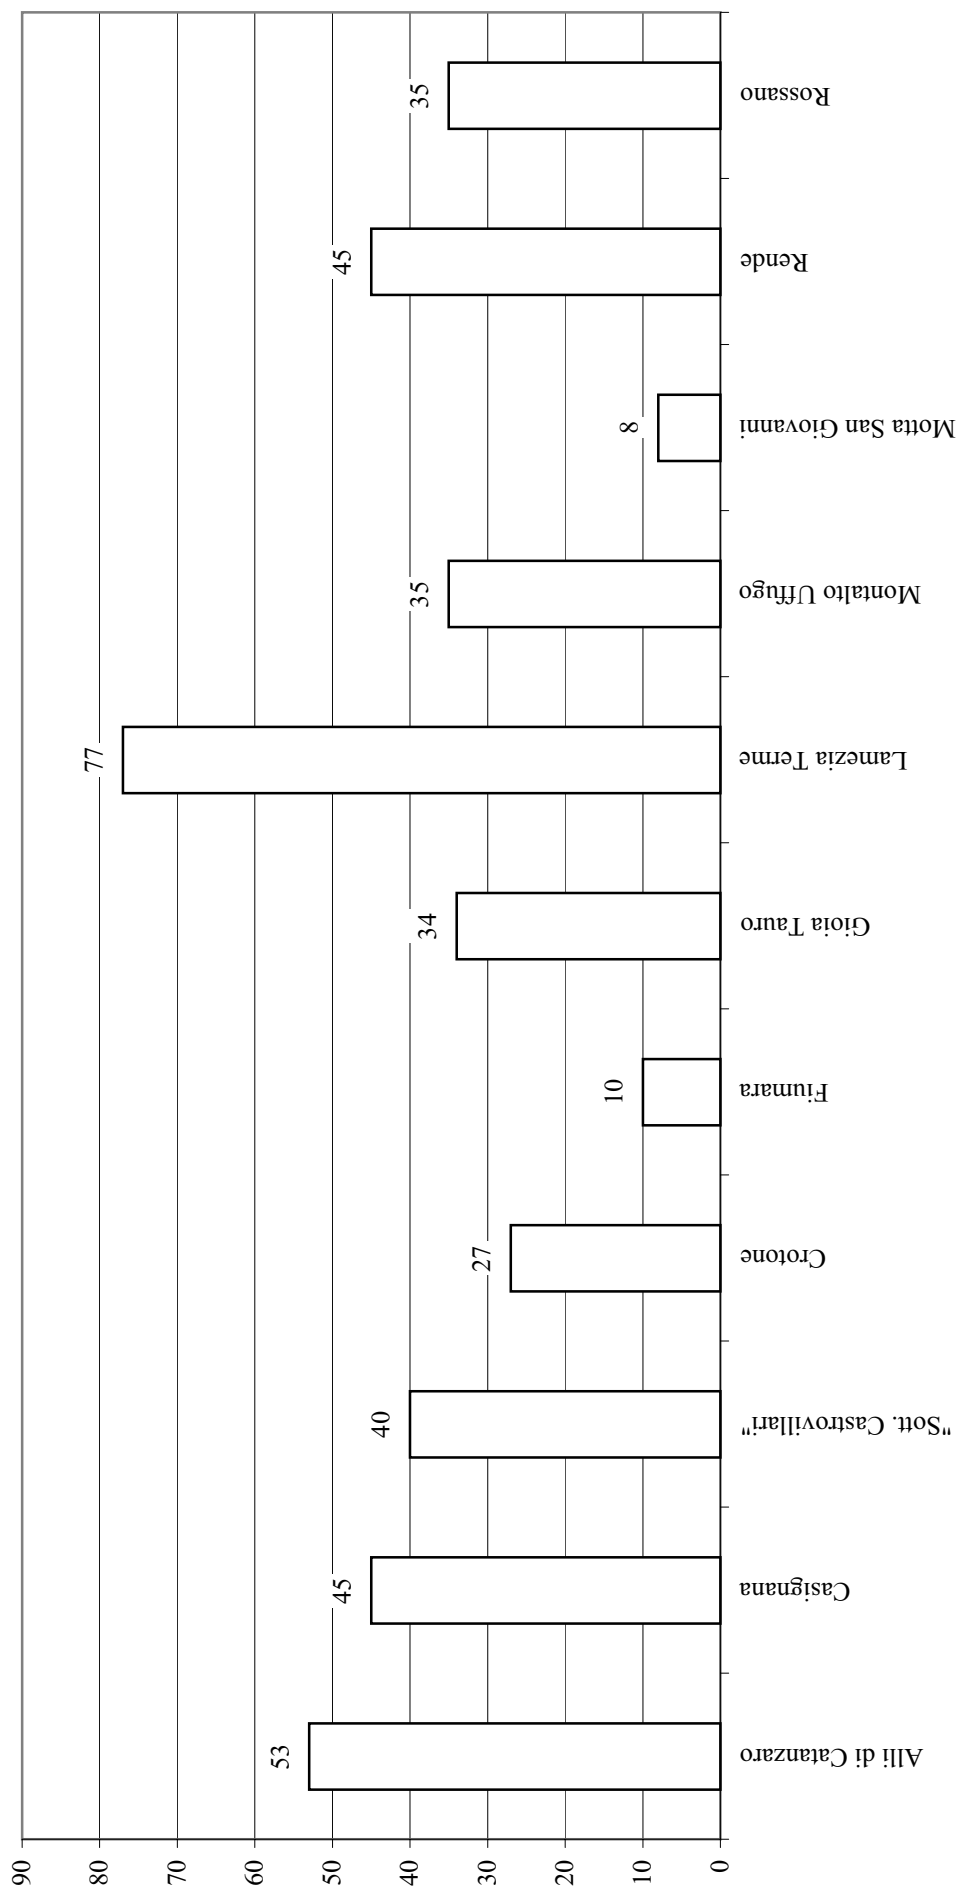 90
80
70
60
50
40
30
20
10
0
53
45
40
27
10
34
77
35
8
45
35
Alli di Catanzaro
Casignana
"Sott. Castrovillari"
Crotone
Fiumara
Gioia Tauro
Lamezia Terme
Montalto Uffugo
Motta San Giovanni
Rende
Rossano